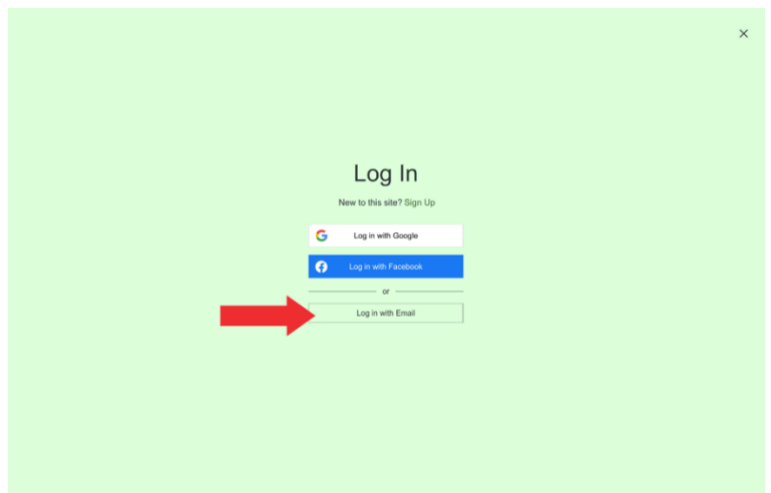 Log In
New to this site? Sign Up
Log in with Google
Log in with Facebook
or
Log in with Email